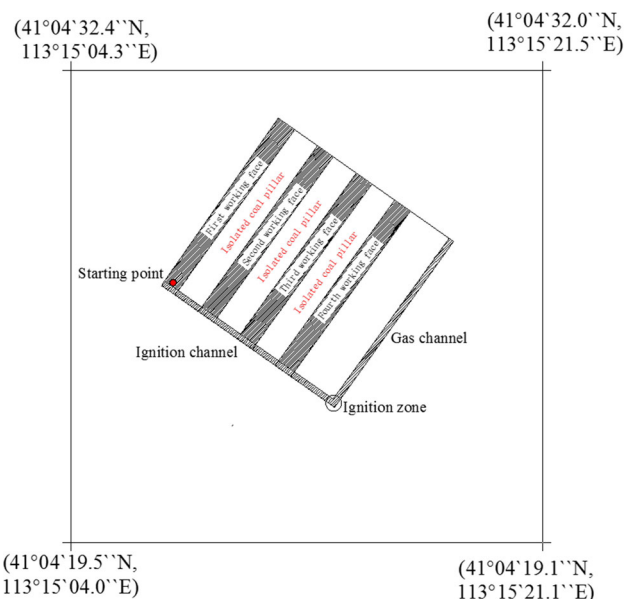 (41°04`32.4``N,
113°15`04.3``E)
(41°04`32.0``N,
113°15`21.5``E)
First working face
Isolated coal pillar
Second working face
Isolated coal pillar
Third working face
Isolated coal pillar
Fourth working face
Starting point
Ignition channel
Gas channel
Ignition zone
(41°04`19.5``N,
113°15`04.0``E)
(41°04`19.1``N,
113°15`21.1``E)